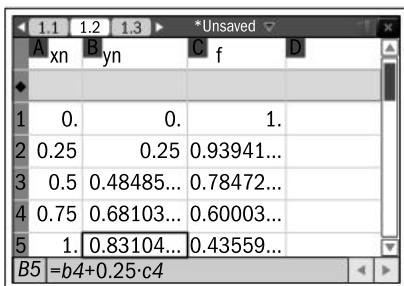 1.1 1.2 1.3 *Unsaved
A xn B yn C f D
1 0. 0. 1.
2 0.25 0.25 0.93941...
3 0.5 0.48485... 0.78472...
4 0.75 0.68103... 0.60003...
5 1. 0.83104... 0.43559...
B5 =b4+0.25·c4